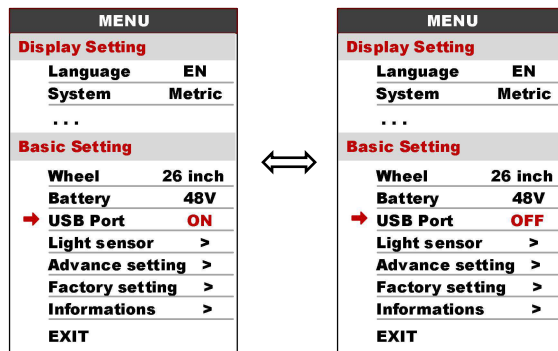 MENU
Display Setting
Language EN
System Metric
...
Basic Setting
Wheel 26 inch
Battery 48V
USB Port ON
Light sensor >
Advance setting >
Factory setting >
Informations >
EXIT
MENU
Display Setting
Language EN
System Metric
...
Basic Setting
Wheel 26 inch
Battery 48V
USB Port OFF
Light sensor >
Advance setting >
Factory setting >
Informations >
EXIT